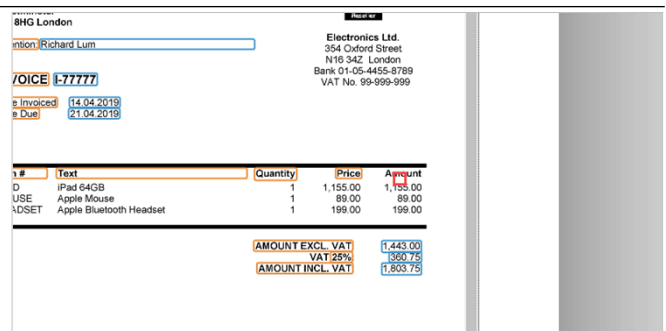 8HG London
Electronics Ltd.
354 Oxford Street
N16 34Z London
Bank 01-05-4455-8789
VAT No. 99-999-999
ention: Richard Lum
VOICE I-77777
e Invoiced 14.04.2019
e Due 21.04.2019
# Text Quantity Price Amount
D iPad 64GB 1 1,155.00 1,155.00
USE Apple Mouse 1 89.00 89.00
ADSET Apple Bluetooth Headset 1 199.00 199.00
AMOUNT EXCL. VAT 1,443.00
VAT 25% 360.75
AMOUNT INCL. VAT 1,803.75